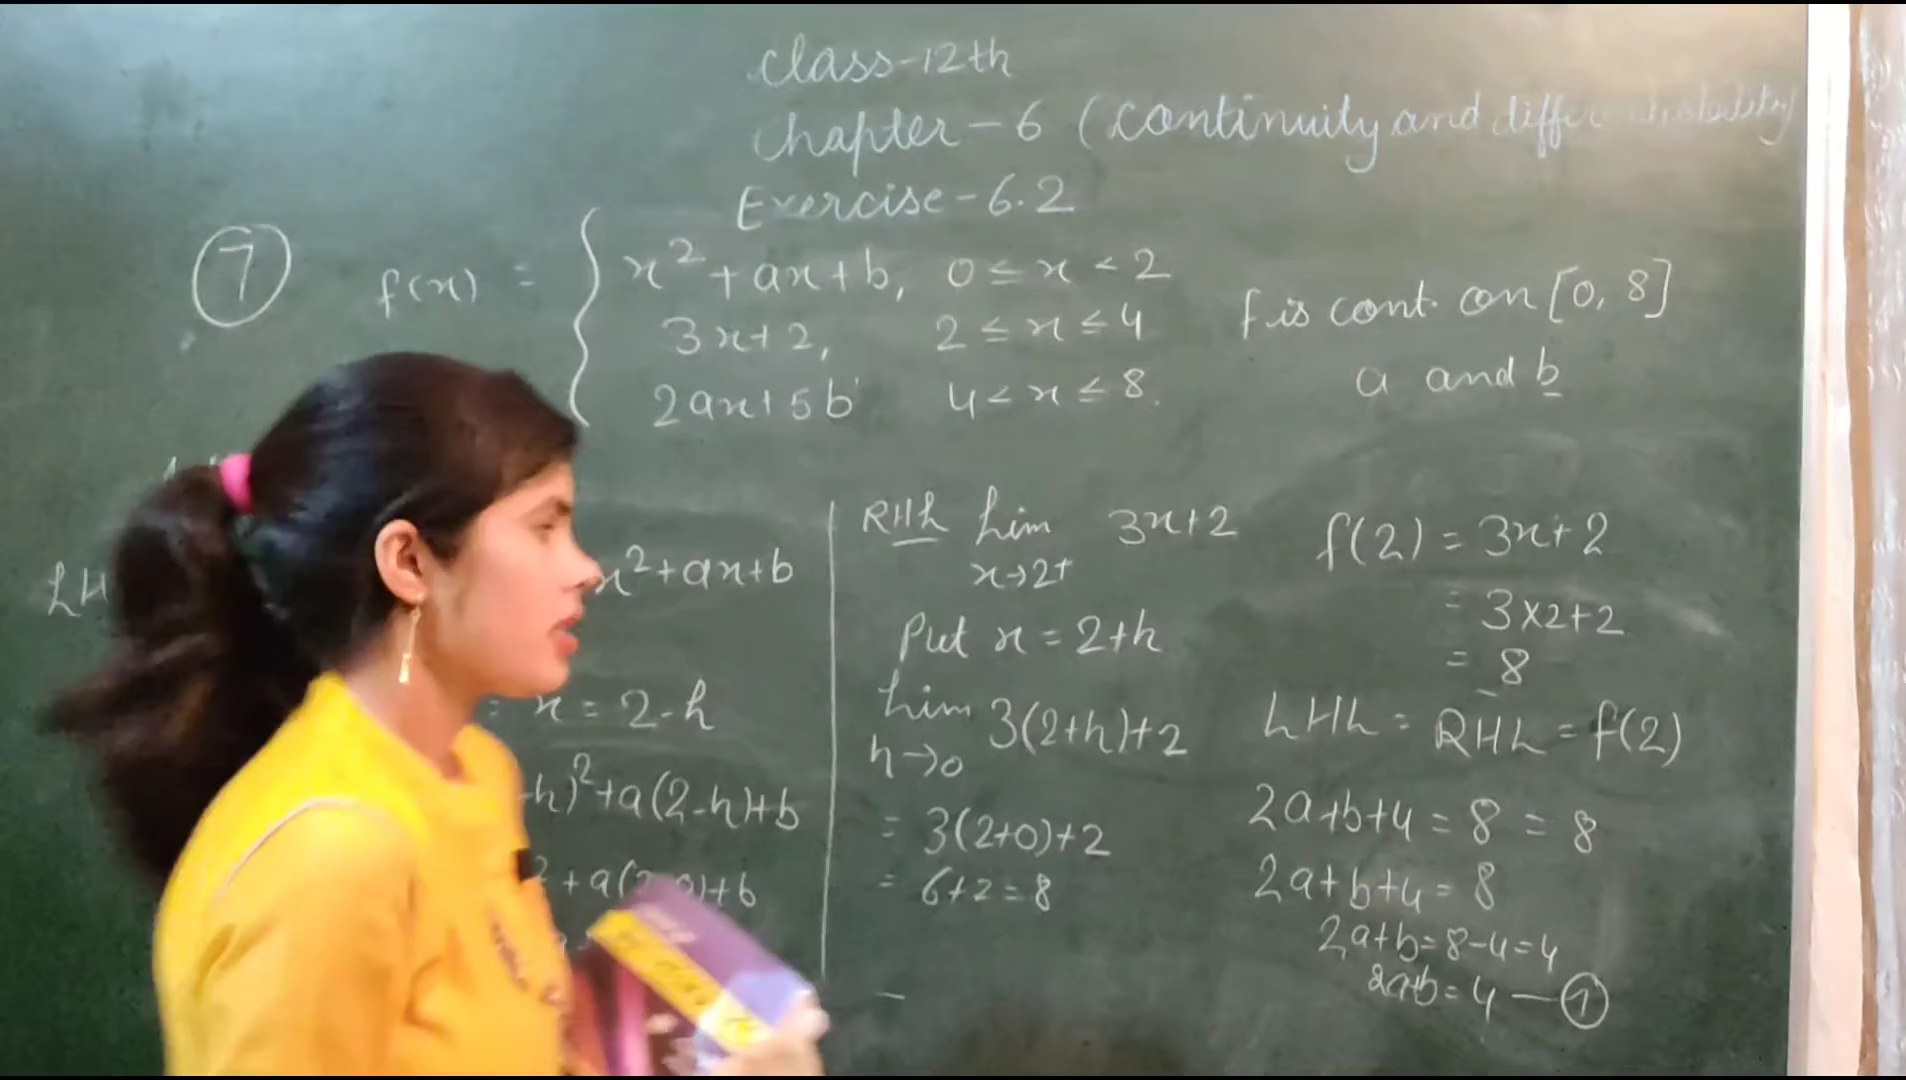 Class-12th
Chapter-6 (Continuity and differentiability
Exercise-6.2
7
f(x) = { x²+ax+b, 0≤x<2
3x+2, 2≤x≤4
2ax+5b 4<x≤8.
f is cont. on [0, 8]
a and b
LH
x²+ax+b
= x = 2-h
-h)²+a(2-h)+b
²+a(2-0)+b
RHL Lim 3x+2
x→2+
Put x = 2+h
Lim 3(2+h)+2
h→0
= 3(2+0)+2
= 6+2=8
f(2) = 3x+2
= 3x2+2
= 8
LHL = RHL = f(2)
2a+b+4 = 8 = 8
2a+b+4 = 8
2a+b=8-4=4
2a+b=4 — 1